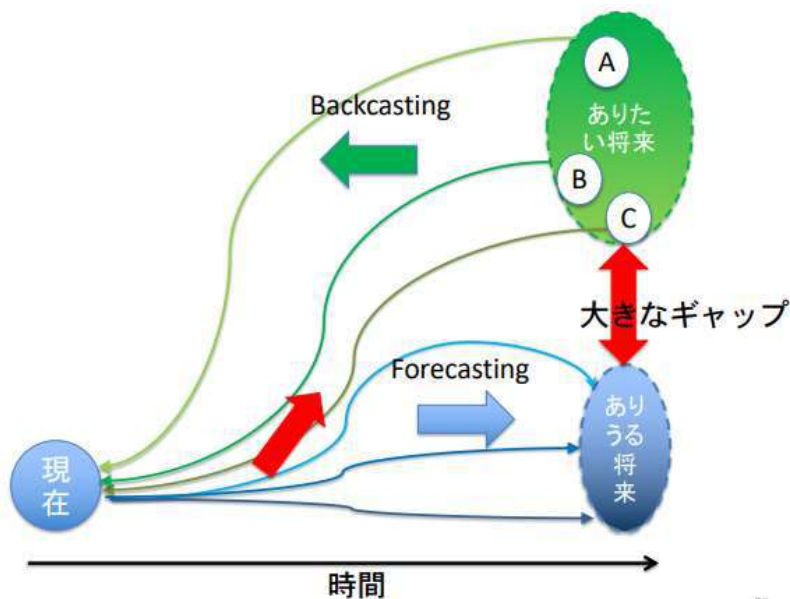 A
Backcasting
ありた
い将来
B
C
大きなギャップ
Forecasting
あり
うる
将
来
現
在
時間